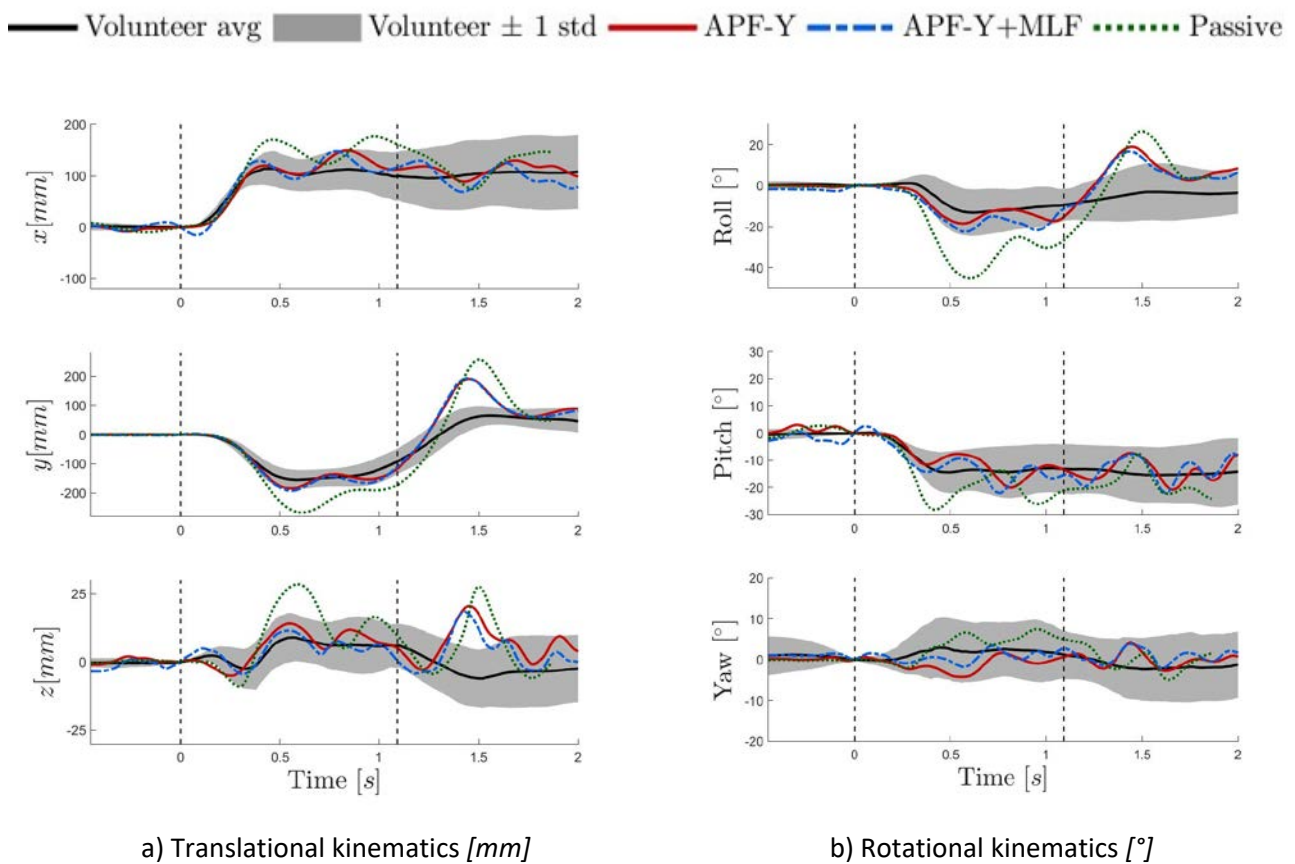 Volunteer avg Volunteer ± 1 std APF-Y APF-Y+MLF Passive
200
100
0
-100
x[mm]
0 0.5 1 1.5 2
200
100
0
-100
-200
y[mm]
0 0.5 1 1.5 2
25
0
-25
z[mm]
0 0.5 1 1.5 2
Time [s]
40
20
0
-20
-40
Roll [°]
0 0.5 1 1.5 2
30
20
10
0
-10
-20
-30
Pitch [°]
0 0.5 1 1.5 2
20
10
0
-10
-20
Yaw [°]
0 0.5 1 1.5 2
Time [s]
a) Translational kinematics [mm]
b) Rotational kinematics [°]